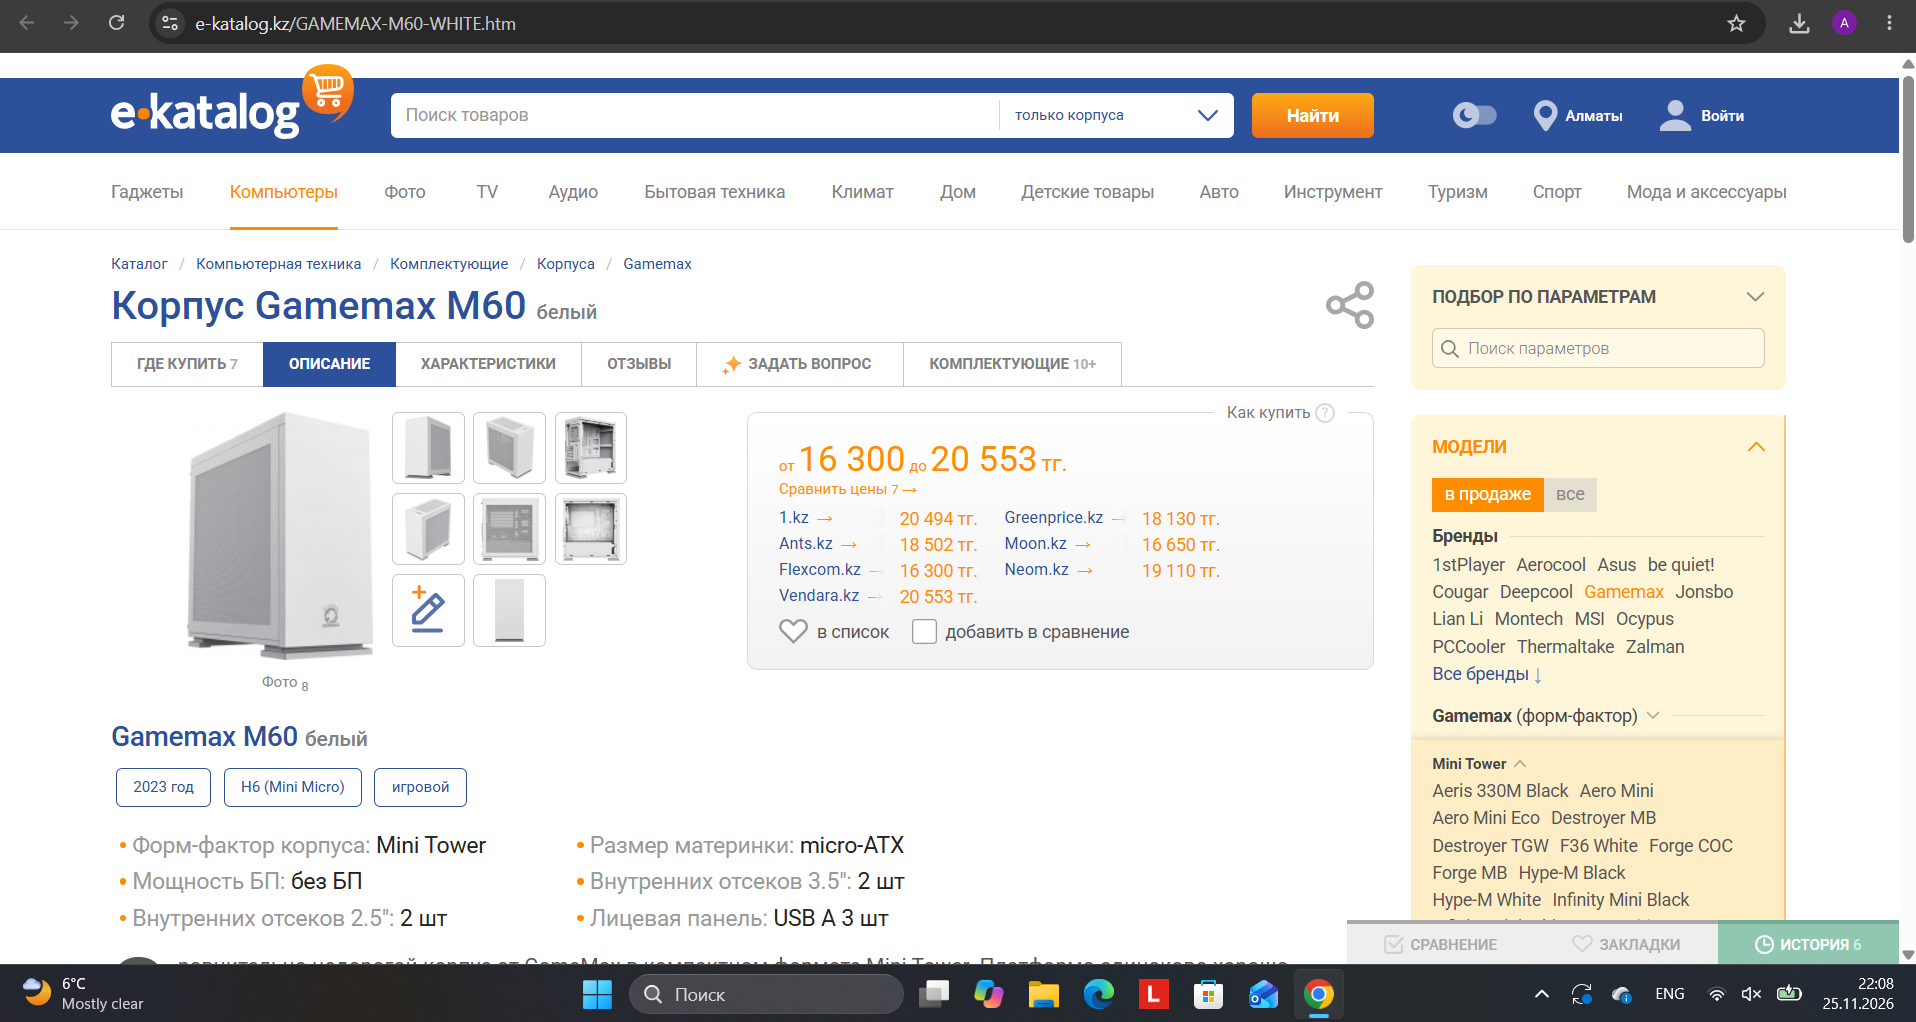 e-katalog.kz/GAMEMAX-M60-WHITE.htm
A
e·katalog
Поиск товаров
только корпуса
Найти
Алматы
Войти
Гаджеты Компьютеры Фото TV Аудио Бытовая техника Климат Дом Детские товары Авто Инструмент Туризм Спорт Мода и аксессуары
Каталог / Компьютерная техника / Комплектующие / Корпуса / Gamemax
Корпус Gamemax M60 белый
ГДЕ КУПИТЬ 7 ОПИСАНИЕ ХАРАКТЕРИСТИКИ ОТЗЫВЫ ЗАДАТЬ ВОПРОС КОМПЛЕКТУЮЩИЕ 10+
Фото 8
Как купить ?
от 16 300 до 20 553 тг.
Сравнить цены 7 →
1.kz → 20 494 тг. Greenprice.kz → 18 130 тг.
Ants.kz → 18 502 тг. Moon.kz → 16 650 тг.
Flexcom.kz → 16 300 тг. Neom.kz → 19 110 тг.
Vendara.kz → 20 553 тг.
в список добавить в сравнение
Gamemax M60 белый
2023 год H6 (Mini Micro) игровой
• Форм-фактор корпуса: Mini Tower
• Мощность БП: без БП
• Внутренних отсеков 2.5": 2 шт
• Размер материнки: micro-ATX
• Внутренних отсеков 3.5": 2 шт
• Лицевая панель: USB A 3 шт
ПОДБОР ПО ПАРАМЕТРАМ
Поиск параметров
МОДЕЛИ
в продаже все
Бренды
1stPlayer Aerocool Asus be quiet!
Cougar Deepcool Gamemax Jonsbo
Lian Li Montech MSI Ocypus
PCCooler Thermaltake Zalman
Все бренды ↓
Gamemax (форм-фактор)
Mini Tower
Aeris 330M Black Aero Mini
Aero Mini Eco Destroyer MB
Destroyer TGW F36 White Forge COC
Forge MB Hype-M Black
Hype-M White Infinity Mini Black
СРАВНЕНИЕ ЗАКЛАДКИ ИСТОРИЯ 6
6°C
Mostly clear
Поиск
L
ENG
22:08
25.11.2026